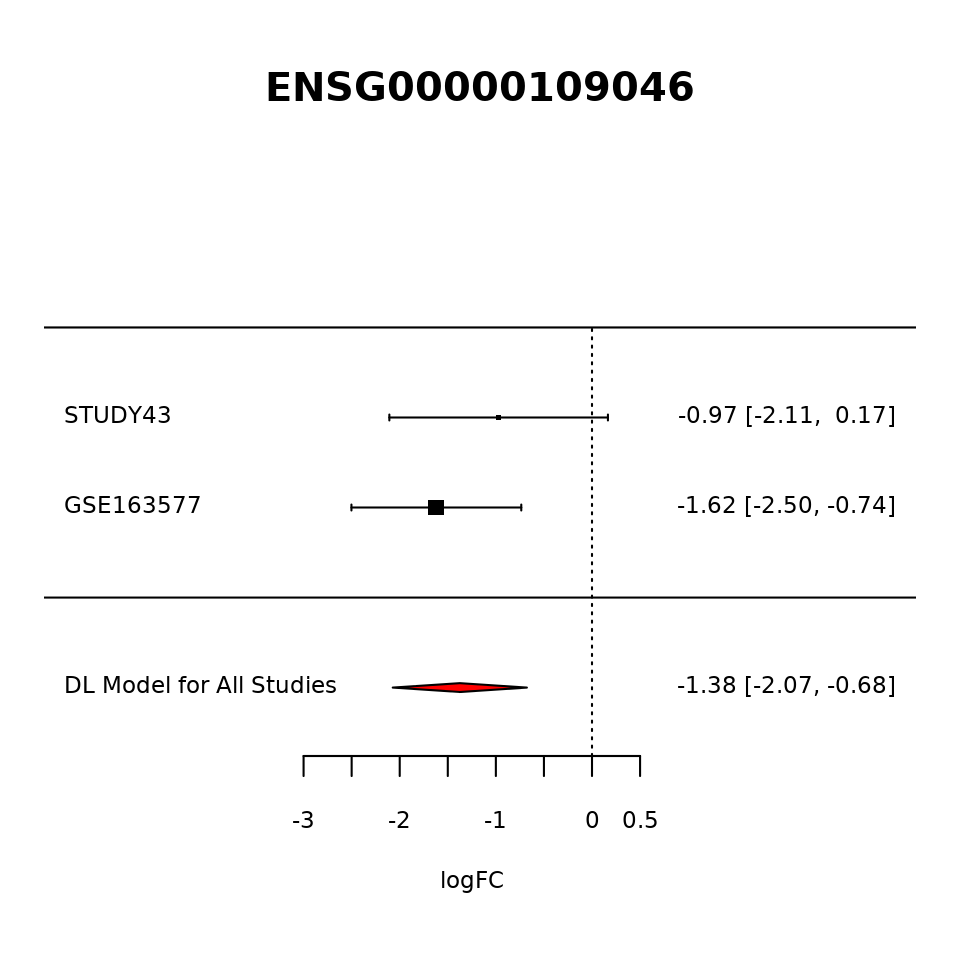 ENSG00000109046
STUDY43 -0.97 [-2.11,  0.17]
GSE163577 -1.62 [-2.50, -0.74]
DL Model for All Studies -1.38 [-2.07, -0.68]
-3 -2 -1 0 0.5
logFC